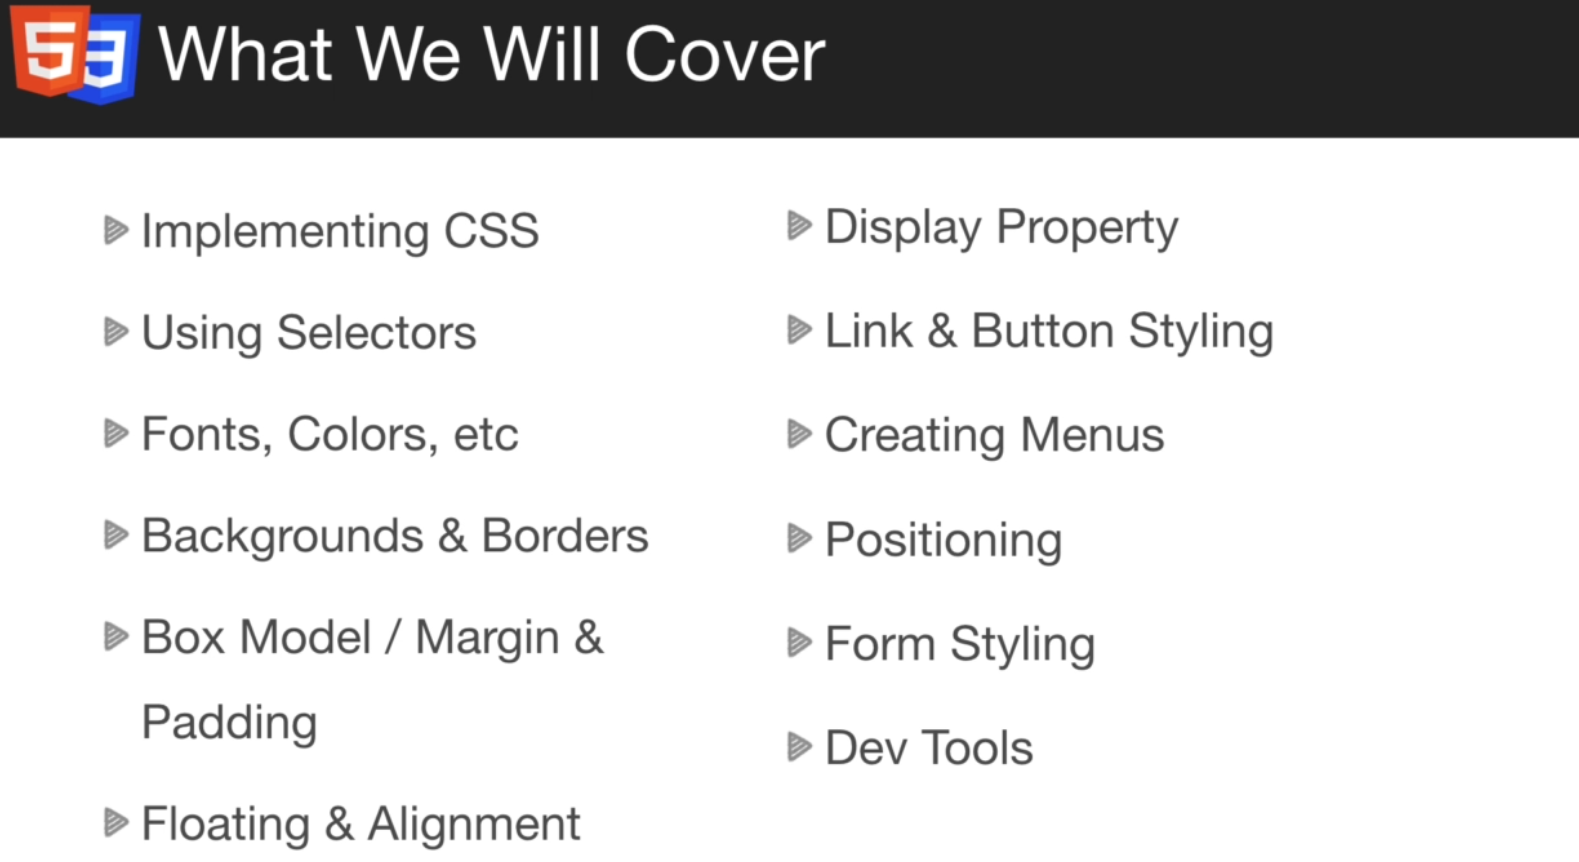 5 3 What We Will Cover
Implementing CSS
Using Selectors
Fonts, Colors, etc
Backgrounds & Borders
Box Model / Margin &
Padding
Floating & Alignment
Display Property
Link & Button Styling
Creating Menus
Positioning
Form Styling
Dev Tools